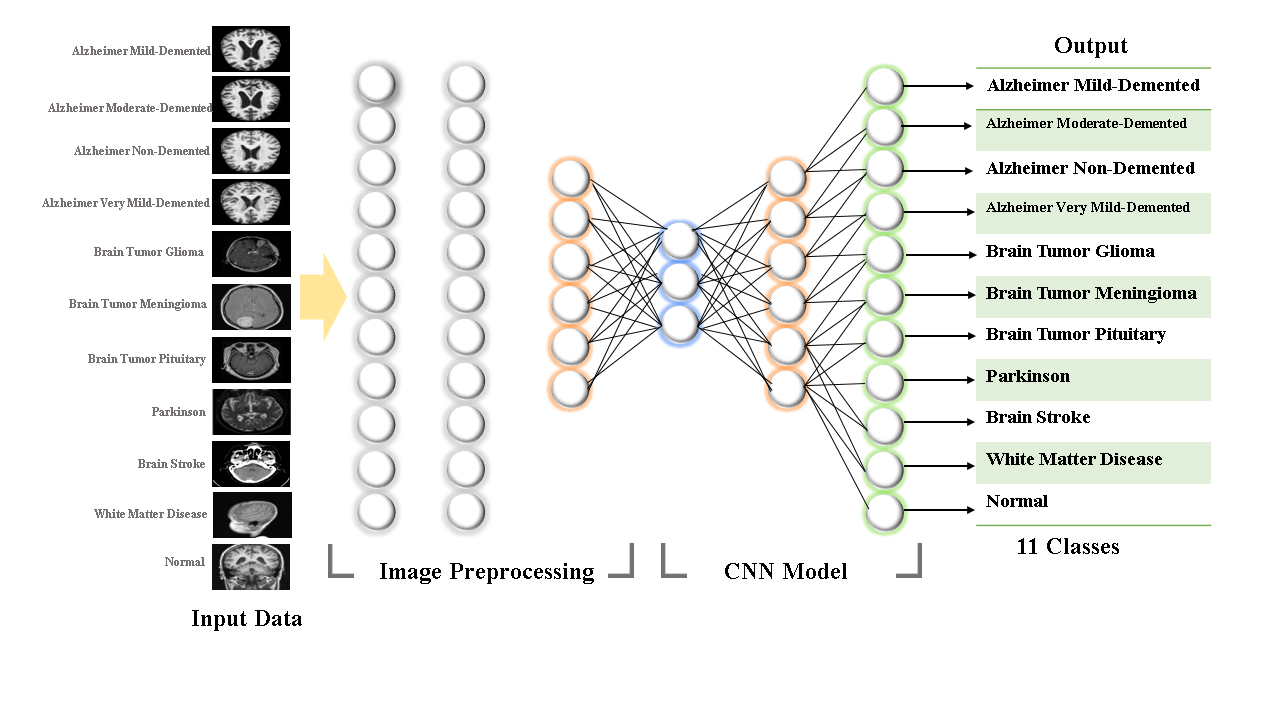 Alzheimer Mild-Demented
Alzheimer Moderate-Demented
Alzheimer Non-Demented
Alzheimer Very Mild-Demented
Brain Tumor Glioma
Brain Tumor Meningioma
Brain Tumor Pituitary
Parkinson
Brain Stroke
White Matter Disease
Normal
Input Data
Image Preprocessing
CNN Model
Output
Alzheimer Mild-Demented
Alzheimer Moderate-Demented
Alzheimer Non-Demented
Alzheimer Very Mild-Demented
Brain Tumor Glioma
Brain Tumor Meningioma
Brain Tumor Pituitary
Parkinson
Brain Stroke
White Matter Disease
Normal
11 Classes